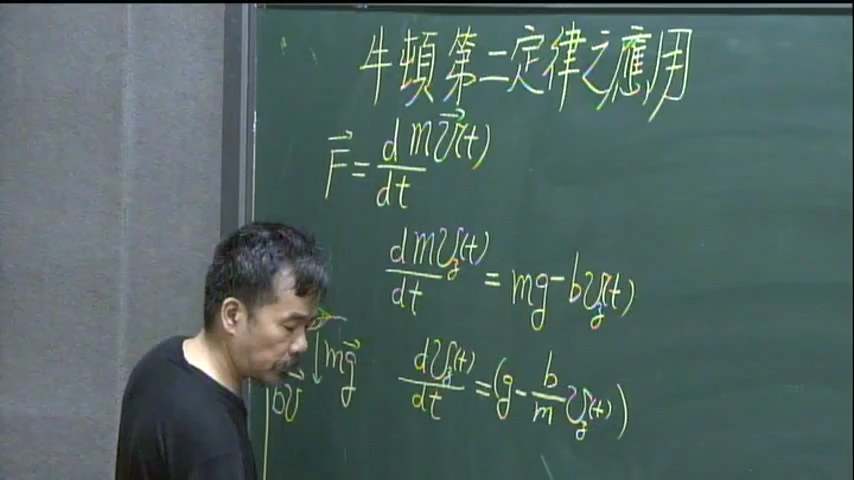 牛頓第二定律之應用
F⃗ = d m v⃗(t) / dt
d m v_y(t) / dt = mg - b v_y(t)
mg⃗
bv⃗
d v_y(t) / dt = (g - b/m v_y(t))